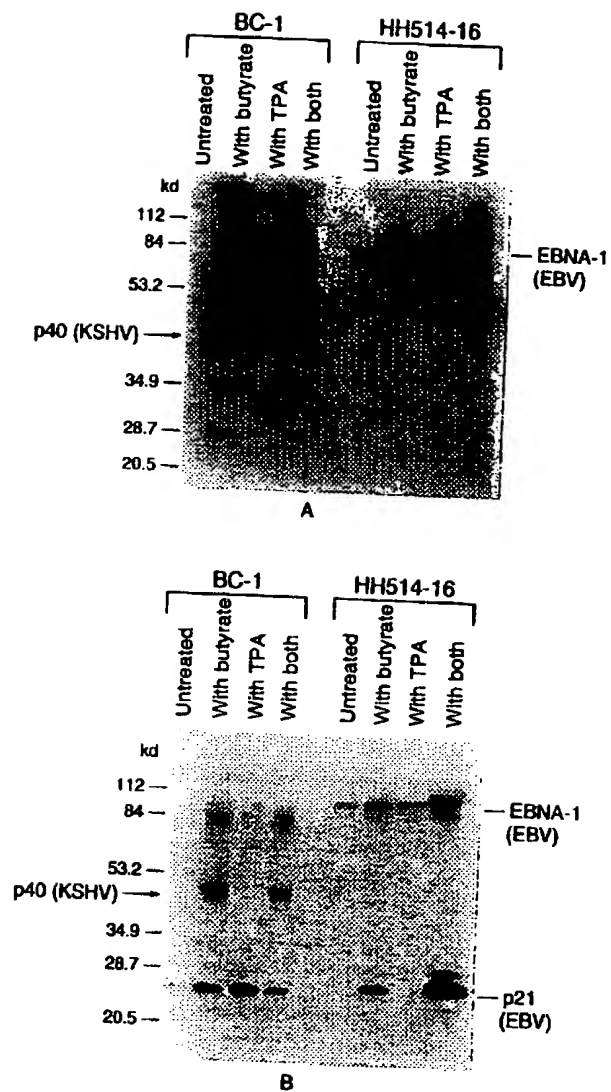 BC-1 HH514-16
Untreated With butyrate With TPA With both Untreated With butyrate With TPA With both
kd
112
84
EBNA-1
(EBV)
53.2
p40 (KSHV)
34.9
28.7
20.5
A
BC-1 HH514-16
Untreated With butyrate With TPA With both Untreated With butyrate With TPA With both
kd
112
84
EBNA-1
(EBV)
53.2
p40 (KSHV)
34.9
28.7
p21
(EBV)
20.5
B